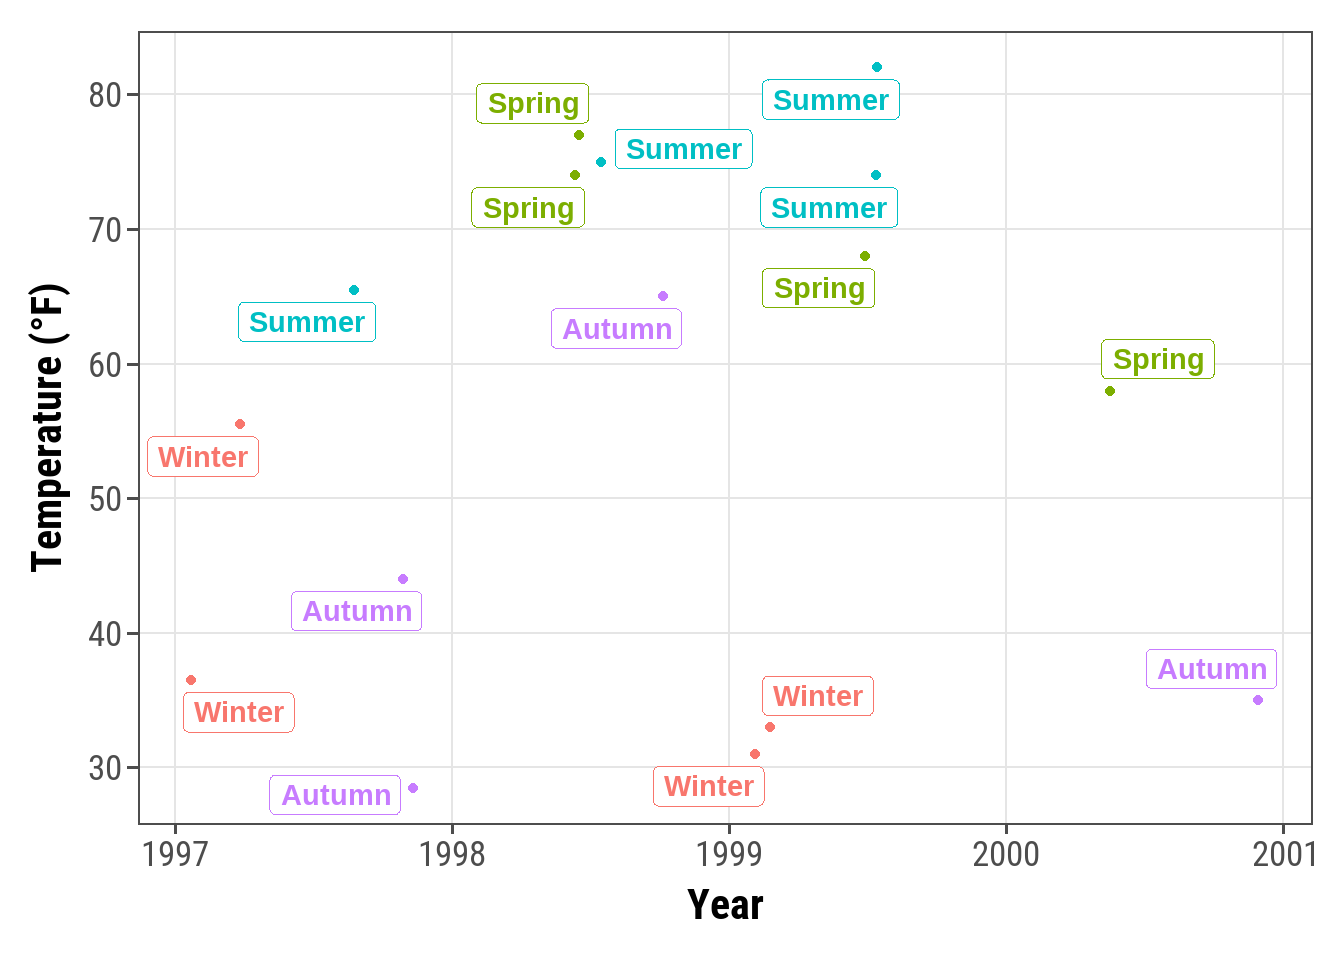 Temperature (°F)
80
70
60
50
40
30
Spring
Summer
Summer
Spring
Summer
Spring
Summer
Autumn
Spring
Winter
Autumn
Winter
Autumn
Winter
Winter
Autumn
1997
1998
1999
2000
2001
Year